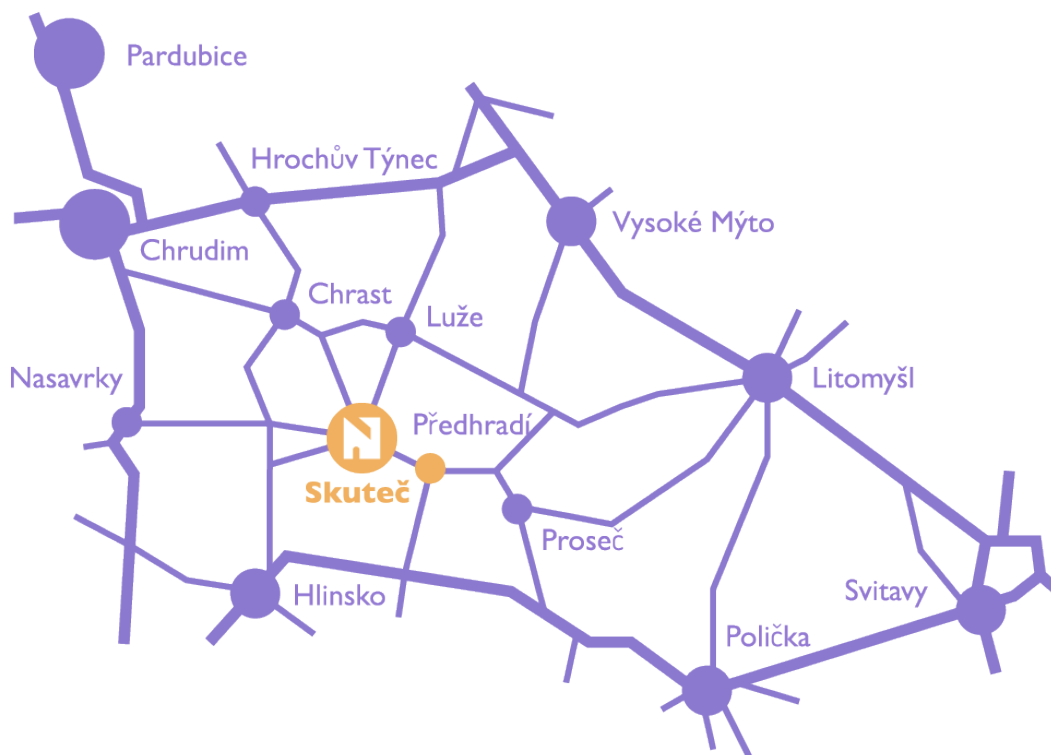 Pardubice
Hrochův Týnec
Vysoké Mýto
Chrudim
Chrast
Luže
Nasavrky
Litomyšl
Předhradí
Skuteč
Proseč
Hlinsko
Svitavy
Polička